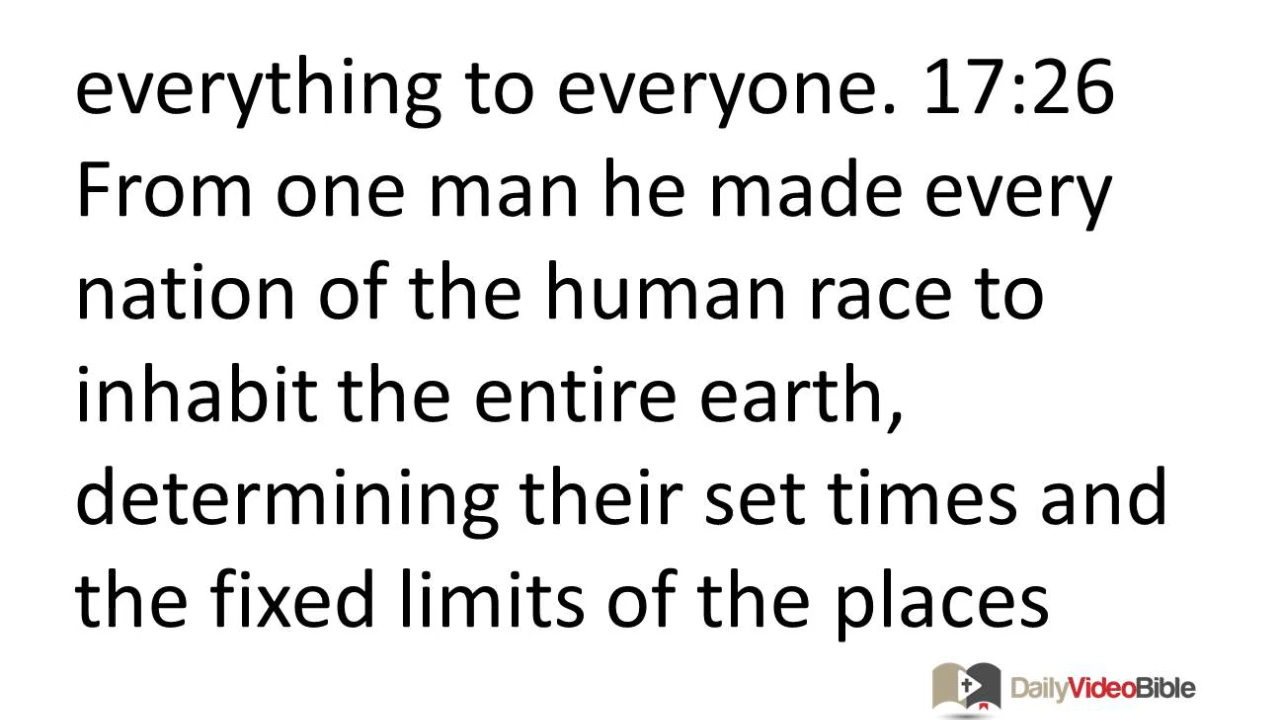 everything to everyone. 17:26
From one man he made every
nation of the human race to
inhabit the entire earth,
determining their set times and
the fixed limits of the places
DailyVideoBible